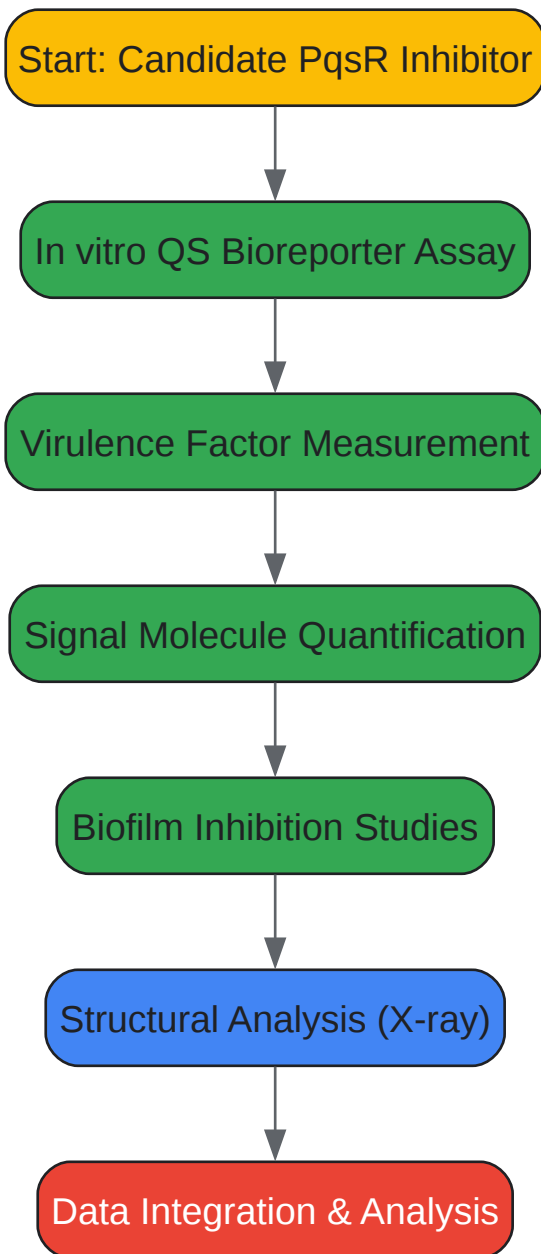 Start: Candidate PqsR Inhibitor
In vitro QS Bioreporter Assay
Virulence Factor Measurement
Signal Molecule Quantification
Biofilm Inhibition Studies
Structural Analysis (X-ray)
Data Integration & Analysis